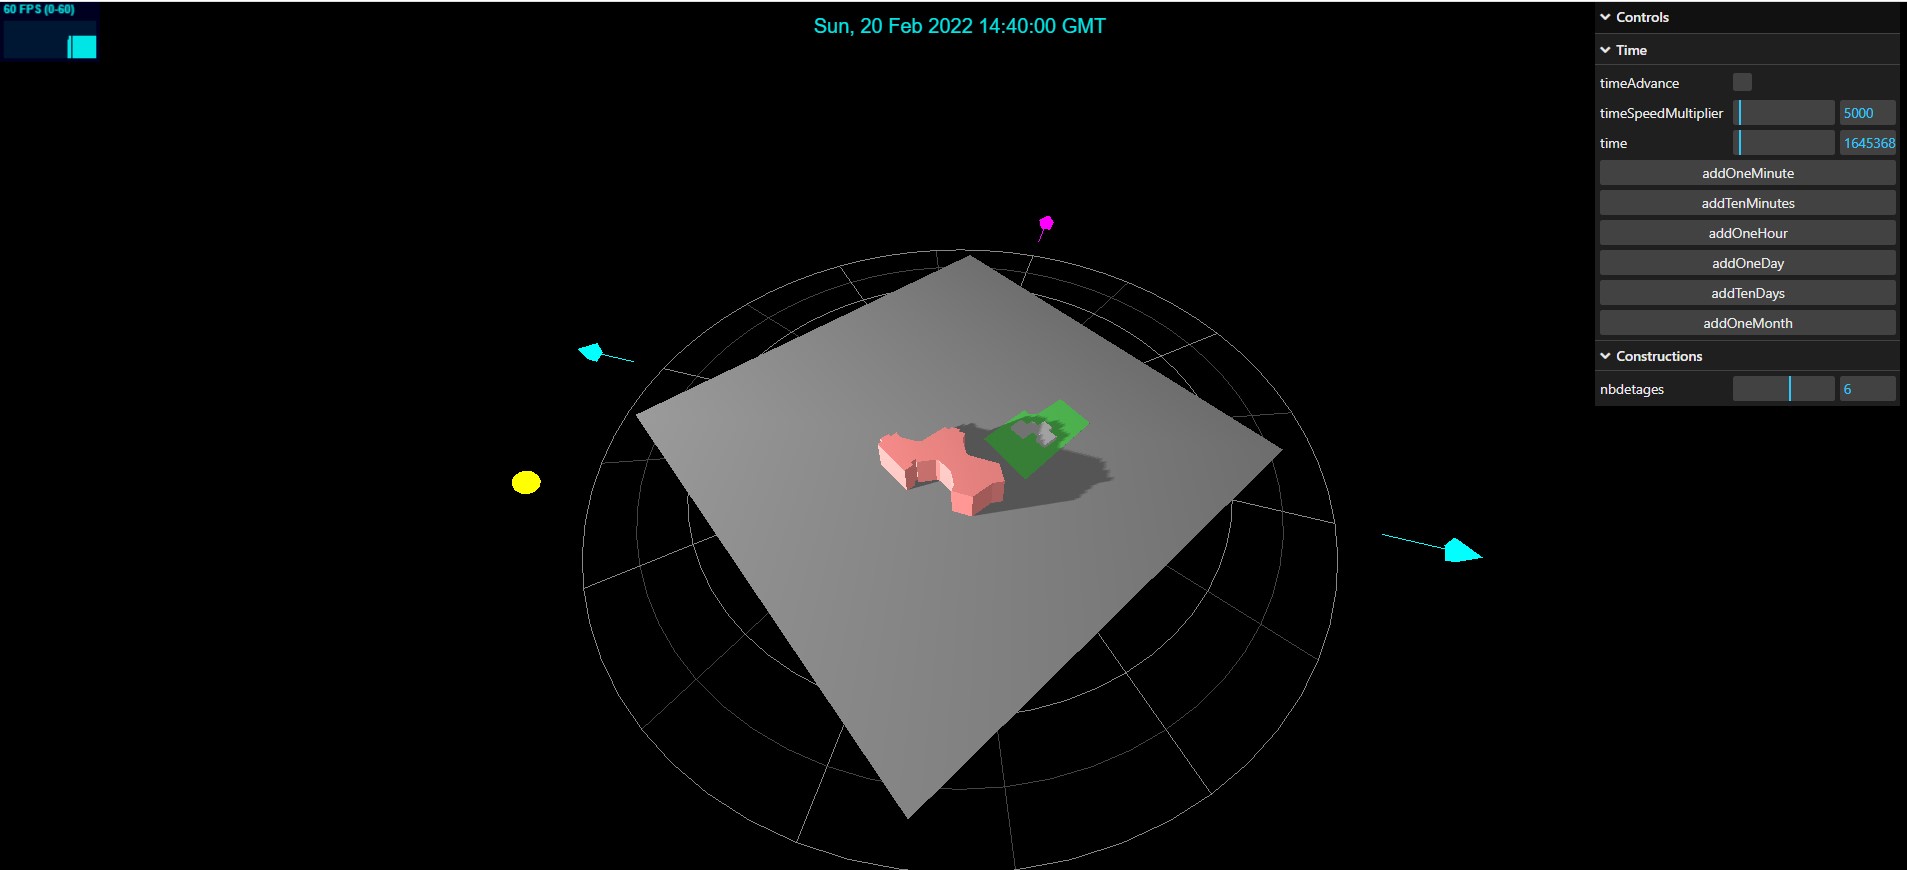 60 FPS (0-60)
Sun, 20 Feb 2022 14:40:00 GMT
Controls
Time
timeAdvance
timeSpeedMultiplier 5000
time 1645368
addOneMinute
addTenMinutes
addOneHour
addOneDay
addTenDays
addOneMonth
Constructions
nbdetages 6